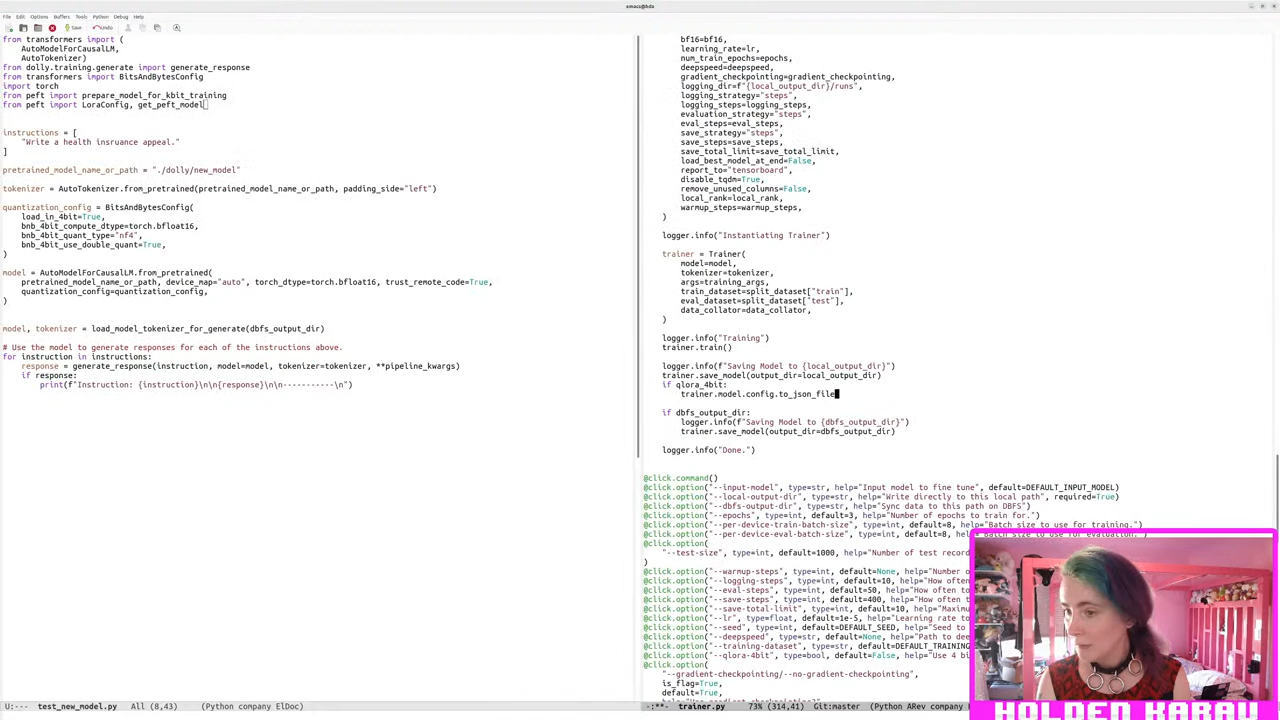 emacs@hda
File Edit Options Buffers Tools Python Debug Help
Save Undo
from transformers import (
    AutoModelForCausalLM,
    AutoTokenizer)
from dolly.training.generate import generate_response
from transformers import BitsAndBytesConfig
import torch
from peft import prepare_model_for_kbit_training
from peft import LoraConfig, get_peft_model
instructions = [
    "Write a health insruance appeal."
]
pretrained_model_name_or_path = "./dolly/new_model"
tokenizer = AutoTokenizer.from_pretrained(pretrained_model_name_or_path, padding_side="left")
quantization_config = BitsAndBytesConfig(
    load_in_4bit=True,
    bnb_4bit_compute_dtype=torch.bfloat16,
    bnb_4bit_quant_type="nf4",
    bnb_4bit_use_double_quant=True,
)
model = AutoModelForCausalLM.from_pretrained(
    pretrained_model_name_or_path, device_map="auto", torch_dtype=torch.bfloat16, trust_remote_code=True,
    quantization_config=quantization_config,
)
model, tokenizer = load_model_tokenizer_for_generate(dbfs_output_dir)
# Use the model to generate responses for each of the instructions above.
for instruction in instructions:
    response = generate_response(instruction, model=model, tokenizer=tokenizer, **pipeline_kwargs)
    if response:
        print(f"Instruction: {instruction}\n\n{response}\n\n-----------\n")
U:--- test_new_model.py All (8,43) (Python company ElDoc)
        bf16=bf16,
        learning_rate=lr,
        num_train_epochs=epochs,
        deepspeed=deepspeed,
        gradient_checkpointing=gradient_checkpointing,
        logging_dir=f"{local_output_dir}/runs",
        logging_strategy="steps",
        logging_steps=logging_steps,
        evaluation_strategy="steps",
        eval_steps=eval_steps,
        save_strategy="steps",
        save_steps=save_steps,
        save_total_limit=save_total_limit,
        load_best_model_at_end=False,
        report_to="tensorboard",
        disable_tqdm=True,
        remove_unused_columns=False,
        local_rank=local_rank,
        warmup_steps=warmup_steps,
    )
    logger.info("Instantiating Trainer")
    trainer = Trainer(
        model=model,
        tokenizer=tokenizer,
        args=training_args,
        train_dataset=split_dataset["train"],
        eval_dataset=split_dataset["test"],
        data_collator=data_collator,
    )
    logger.info("Training")
    trainer.train()
    logger.info(f"Saving Model to {local_output_dir}")
    trainer.save_model(output_dir=local_output_dir)
    if qlora_4bit:
        trainer.model.config.to_json_file
    if dbfs_output_dir:
        logger.info(f"Saving Model to {dbfs_output_dir}")
        trainer.save_model(output_dir=dbfs_output_dir)
    logger.info("Done.")
@click.command()
@click.option("--input-model", type=str, help="Input model to fine tune", default=DEFAULT_INPUT_MODEL)
@click.option("--local-output-dir", type=str, help="Write directly to this local path", required=True)
@click.option("--dbfs-output-dir", type=str, help="Sync data to this path on DBFS")
@click.option("--epochs", type=int, default=3, help="Number of epochs to train for.")
@click.option("--per-device-train-batch-size", type=int, default=8, help="Batch size to use for training.")
@click.option("--per-device-eval-batch-size", type=int, default=8, help="Batch size to use for evaluation.")
@click.option(
    "--test-size", type=int, default=1000, help="Number of test record
)
@click.option("--warmup-steps", type=int, default=None, help="Number o
@click.option("--logging-steps", type=int, default=10, help="How often
@click.option("--eval-steps", type=int, default=50, help="How often to
@click.option("--save-steps", type=int, default=400, help="How often t
@click.option("--save-total-limit", type=int, default=10, help="Maximu
@click.option("--lr", type=float, default=1e-5, help="Learning rate to
@click.option("--seed", type=int, default=DEFAULT_SEED, help="Seed to
@click.option("--deepspeed", type=str, default=None, help="Path to dee
@click.option("--training-dataset", type=str, default=DEFAULT_TRAINING
@click.option("--qlora-4bit", type=bool, default=False, help="Use 4 bi
@click.option(
    "--gradient-checkpointing/--no-gradient-checkpointing",
    is_flag=True,
    default=True,
-:**- trainer.py 73% (314,41) Git:master (Python ARev company El
HOLDEN KARAU